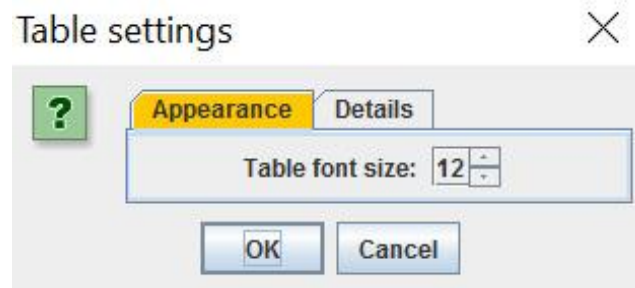 Table settings
?
Appearance Details
Table font size: 12
OK Cancel